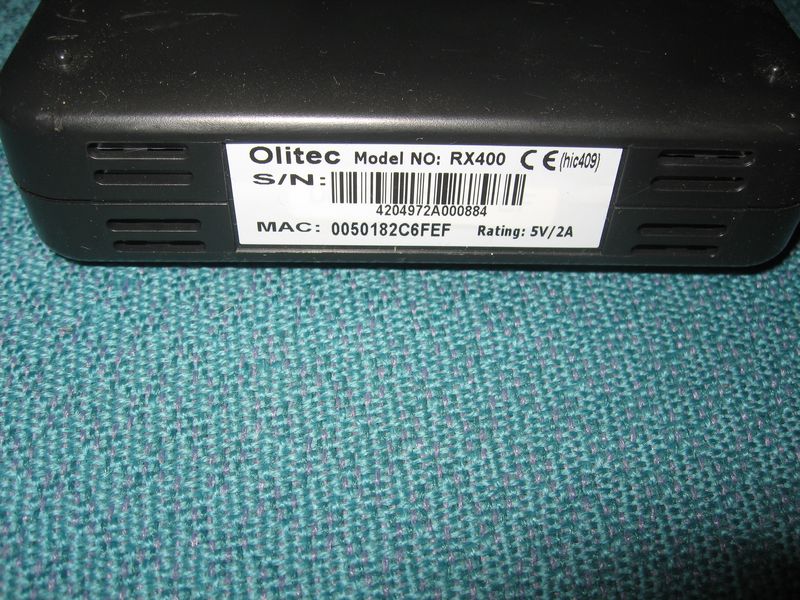 Olitec Model NO: RX400 CE (hic409)
S/N:
4204972A000884
MAC: 0050182C6FEF Rating: 5V/2A